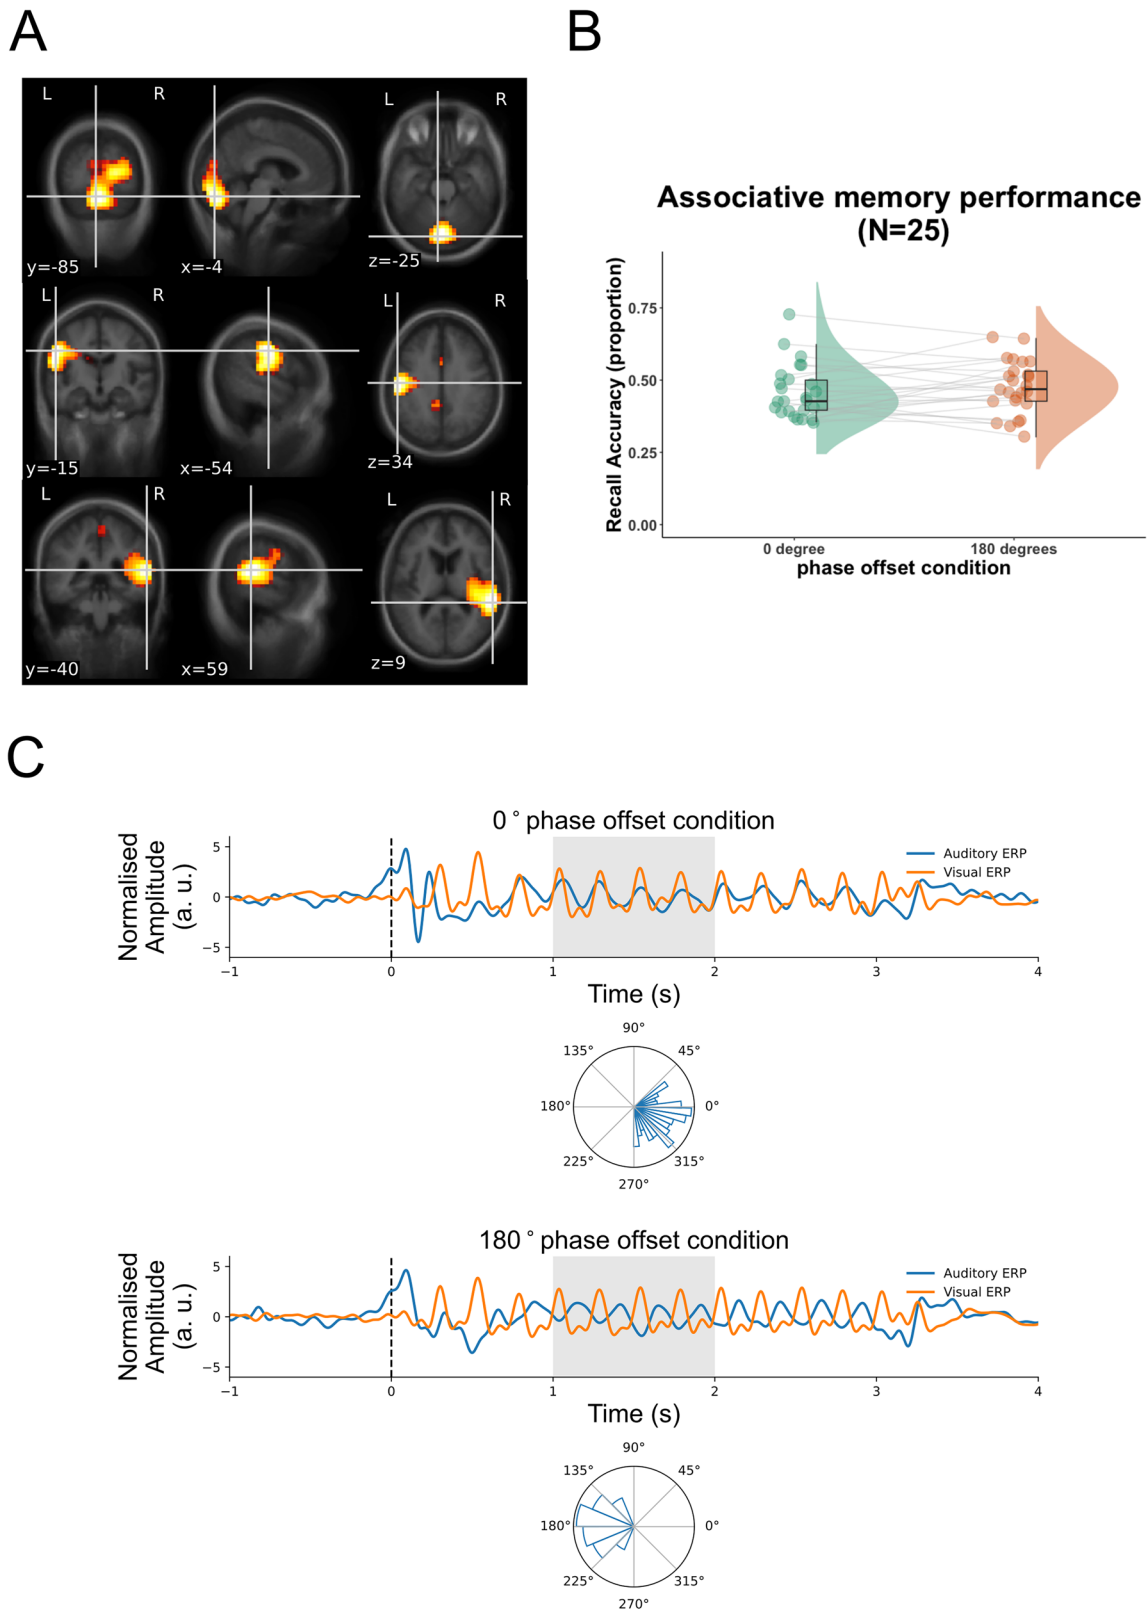 A
B
L R L R
y=-85 x=-4 z=-25
L R L R
y=-15 x=-54 z=34
L R L R
y=-40 x=59 z=9
Associative memory performance
(N=25)
Recall Accuracy (proportion)
0.75
0.50
0.25
0.00
0 degree 180 degrees
phase offset condition
C
0° phase offset condition
Normalised
Amplitude
(a. u.)
5
0
−5
Auditory ERP
Visual ERP
−1 0 1 2 3 4
Time (s)
90°
135° 45°
180° 0°
225° 315°
270°
180° phase offset condition
Normalised
Amplitude
(a. u.)
5
0
−5
Auditory ERP
Visual ERP
−1 0 1 2 3 4
Time (s)
90°
135° 45°
180° 0°
225° 315°
270°